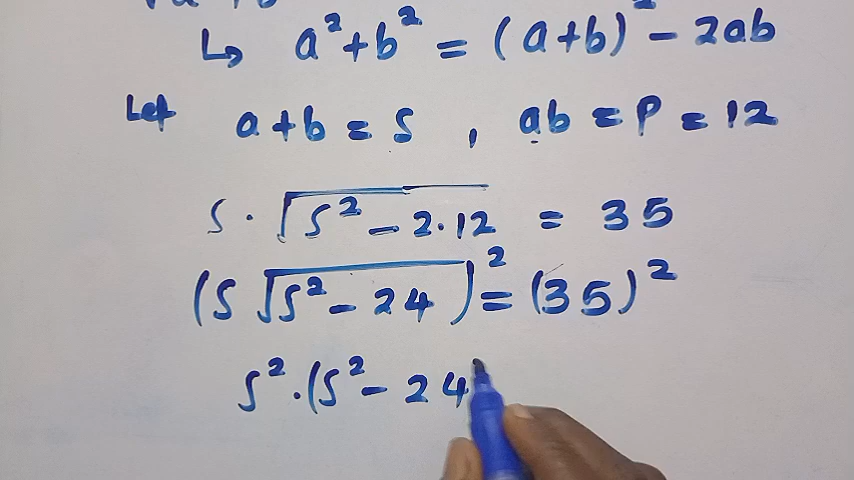 ↳ a² + b² = (a+b)² - 2ab
Let a + b = S , ab = P = 12
S · √(S² - 2·12) = 35
(S √(S² - 24))² = (35)²
S² · (S² - 24